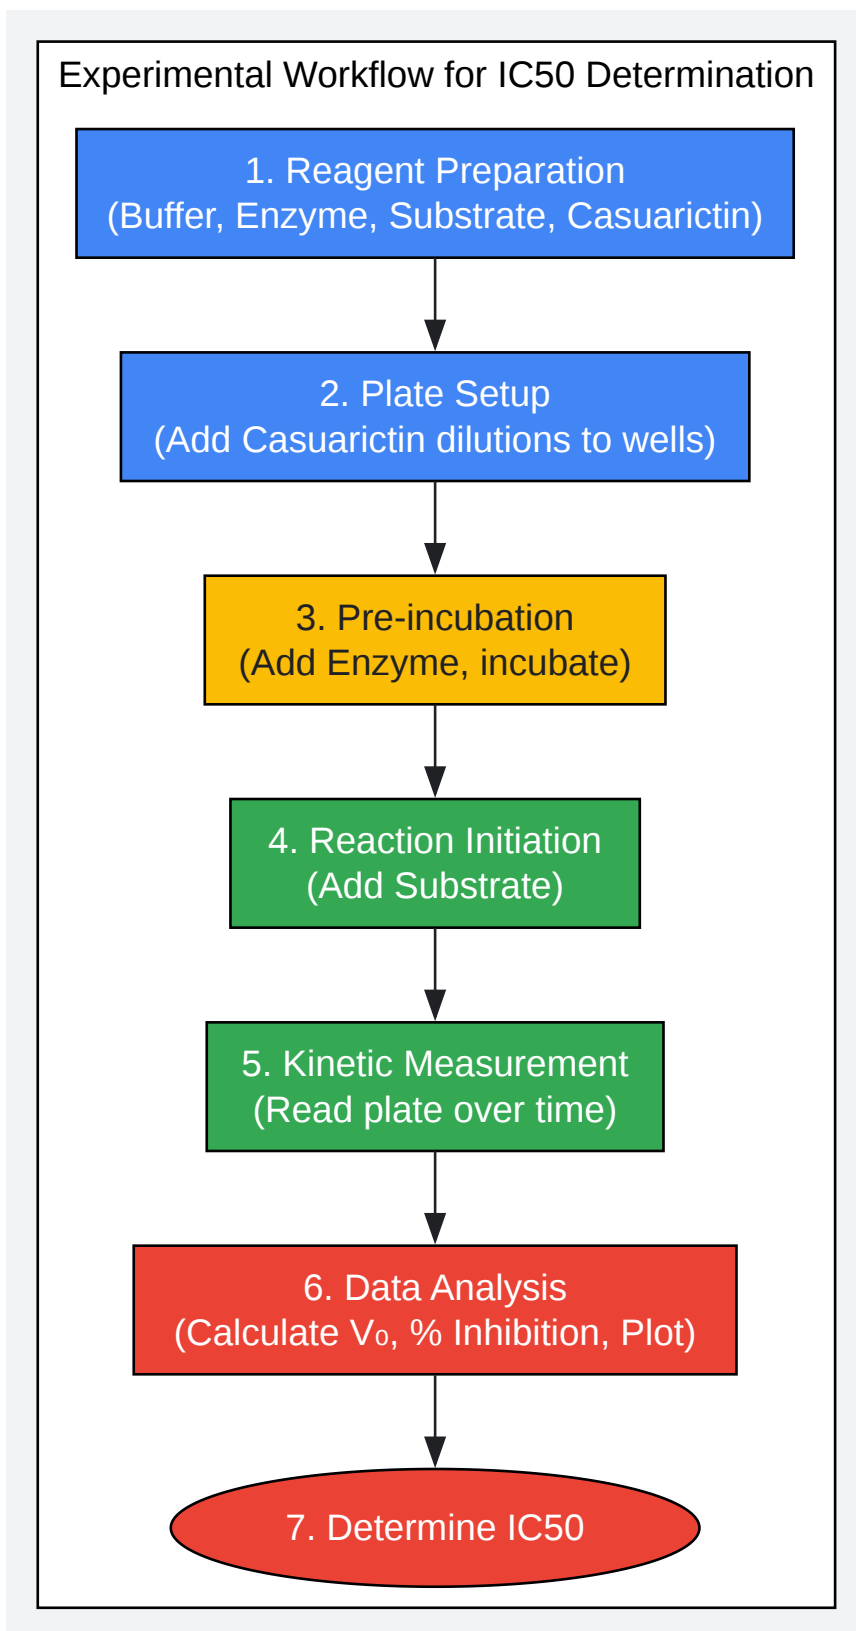 Experimental Workflow for IC50 Determination
1. Reagent Preparation
(Buffer, Enzyme, Substrate, Casuarictin)
2. Plate Setup
(Add Casuarictin dilutions to wells)
3. Pre-incubation
(Add Enzyme, incubate)
4. Reaction Initiation
(Add Substrate)
5. Kinetic Measurement
(Read plate over time)
6. Data Analysis
(Calculate V₀, % Inhibition, Plot)
7. Determine IC50